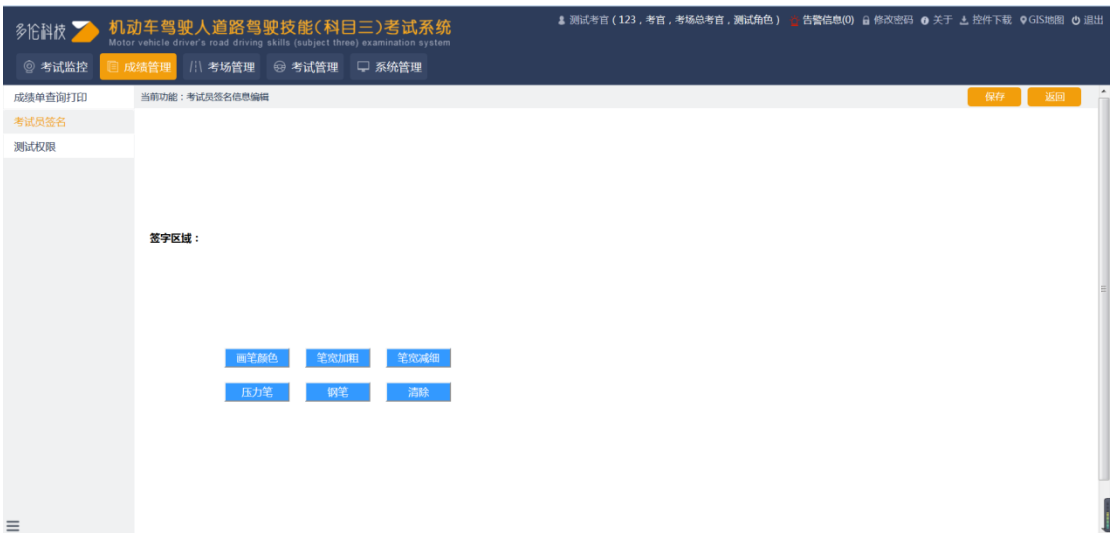 多伦科技 机动车驾驶人道路驾驶技能(科目三)考试系统
Motor vehicle driver's road driving skills (subject three) examination system
测试考官(123,考官,考场总考官,测试角色) 告警信息(0) 修改密码 关于 控件下载 GIS地图 退出
考试监控 成绩管理 考场管理 考试管理 系统管理
成绩单查询打印
考试员签名
测试权限
当前功能:考试员签名信息编辑 保存 返回
签字区域:
画笔颜色 笔宽加粗 笔宽减细
压力笔 钢笔 清除